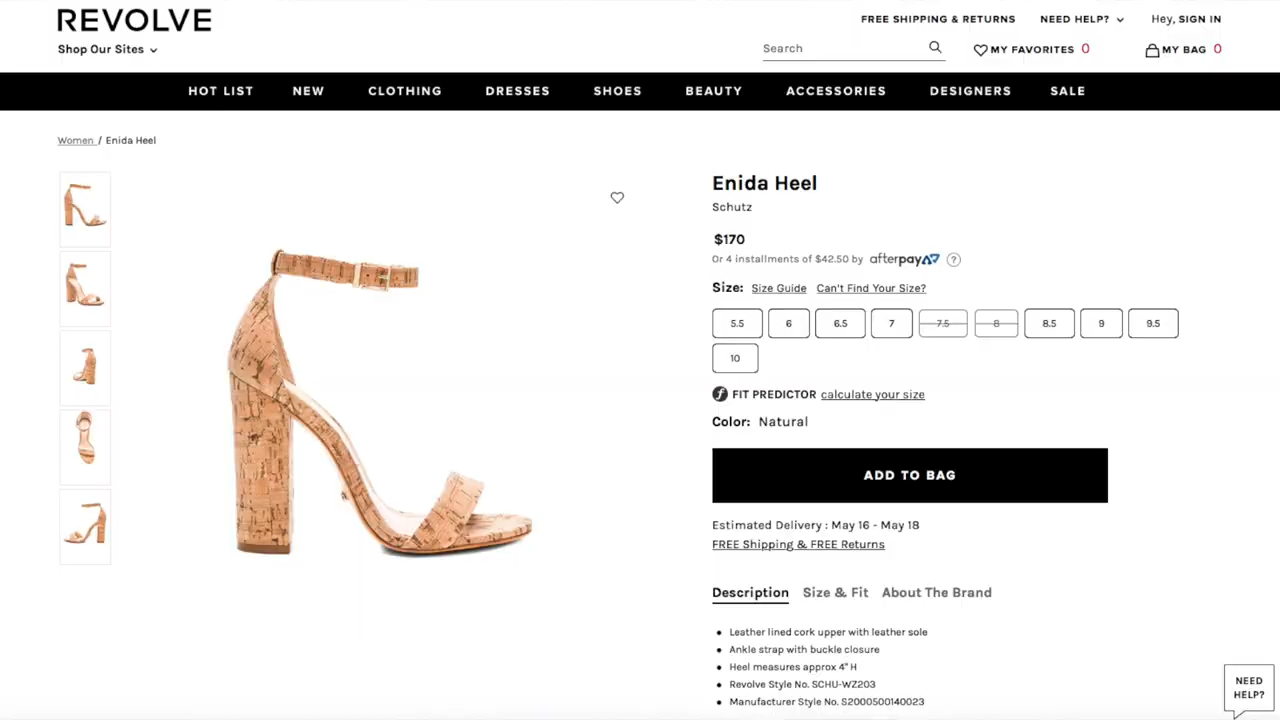 REVOLVE
FREE SHIPPING & RETURNS NEED HELP? Hey, SIGN IN
Shop Our Sites
Search MY FAVORITES 0 MY BAG 0
HOT LIST NEW CLOTHING DRESSES SHOES BEAUTY ACCESSORIES DESIGNERS SALE
Women / Enida Heel
Enida Heel
Schutz
$170
Or 4 installments of $42.50 by afterpay ?
Size: Size Guide Can't Find Your Size?
5.5 6 6.5 7 7.5 8 8.5 9 9.5
10
FIT PREDICTOR calculate your size
Color: Natural
ADD TO BAG
Estimated Delivery : May 16 - May 18
FREE Shipping & FREE Returns
Description Size & Fit About The Brand
Leather lined cork upper with leather sole
Ankle strap with buckle closure
Heel measures approx 4" H
Revolve Style No. SCHU-WZ203
Manufacturer Style No. S2000500140023
NEED
HELP?